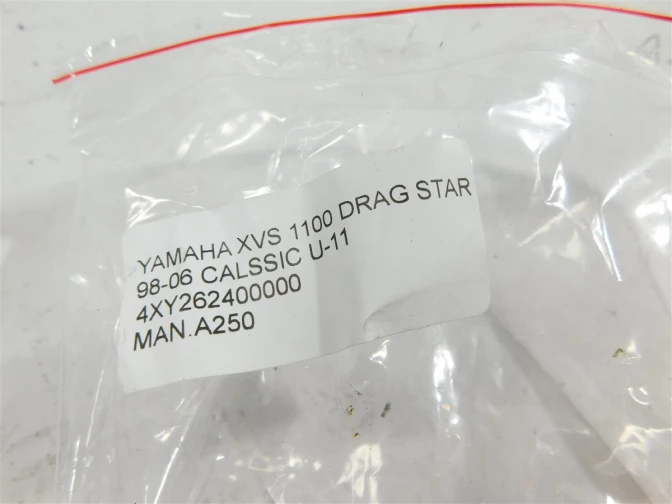 YAMAHA XVS 1100 DRAG STAR
98-06 CALSSIC U-11
4XY262400000
MAN.A250